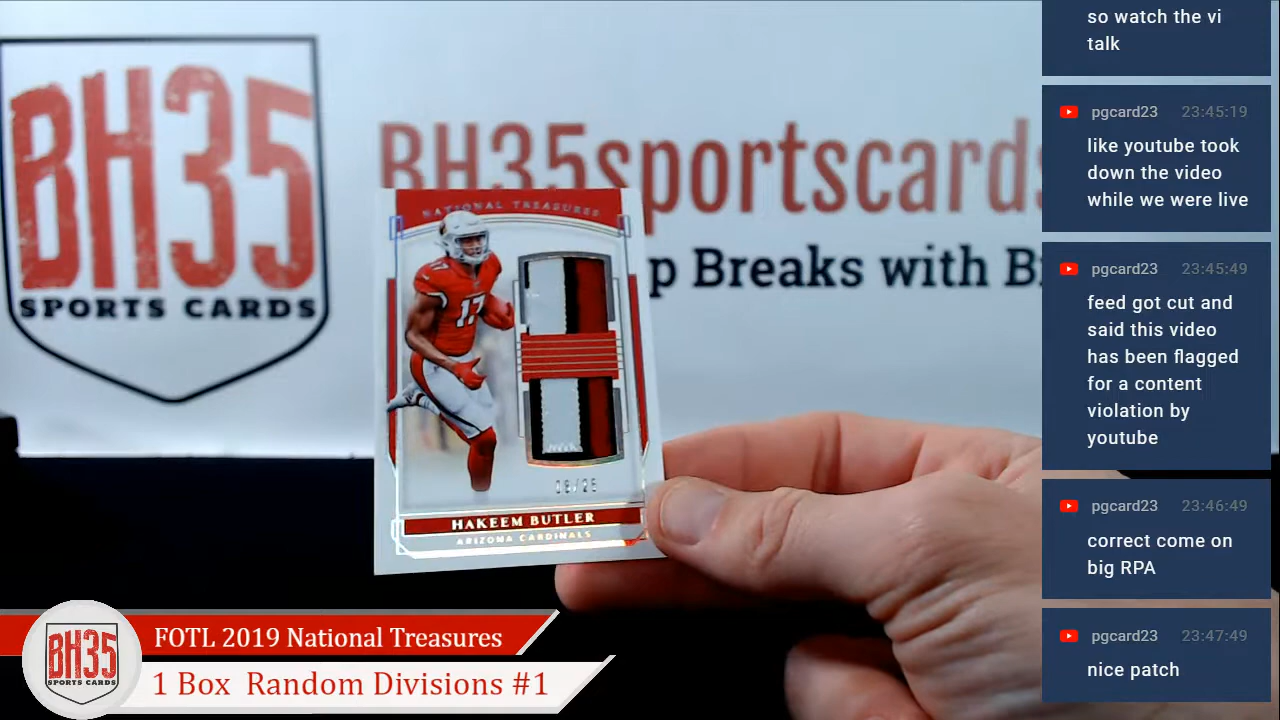 BH35
SPORTS CARDS
BH35sportscards
p Breaks with B
NATIONAL TREASURES
17
09/25
HAKEEM BUTLER
ARIZONA CARDINALS
BH35
SPORTS CARDS
FOTL 2019 National Treasures
1 Box Random Divisions #1
so watch the vi
talk
pgcard23 23:45:19
like youtube took
down the video
while we were live
pgcard23 23:45:49
feed got cut and
said this video
has been flagged
for a content
violation by
youtube
pgcard23 23:46:49
correct come on
big RPA
pgcard23 23:47:49
nice patch